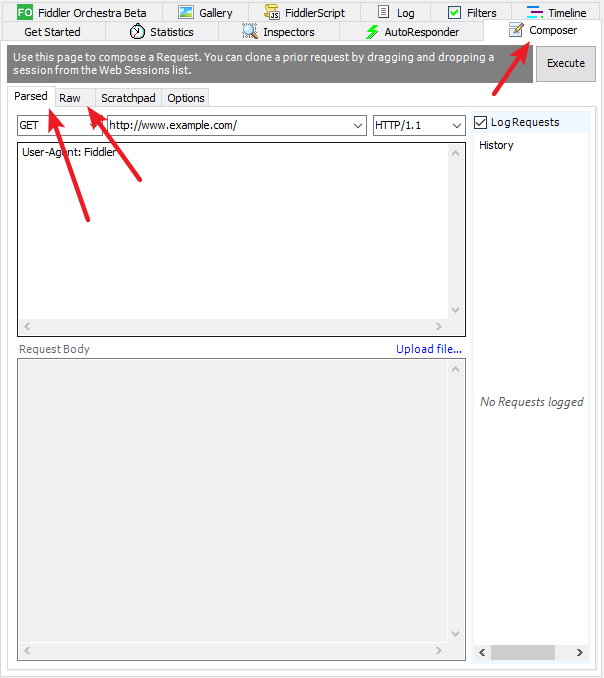 FO Fiddler Orchestra Beta Gallery FiddlerScript Log Filters Timeline
Get Started Statistics Inspectors AutoResponder Composer
Use this page to compose a Request. You can clone a prior request by dragging and dropping a
session from the Web Sessions list.
Execute
Parsed Raw Scratchpad Options
GET http://www.example.com/ HTTP/1.1
Log Requests
History
User-Agent: Fiddler
Request Body Upload file...
No Requests logged